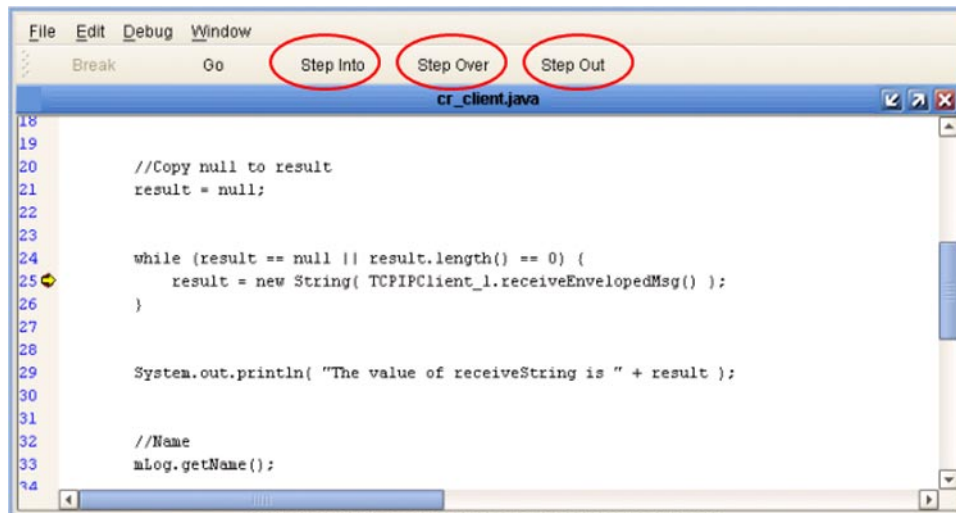 File Edit Debug Window
Break Go Step Into Step Over Step Out
cr_client.java
18
19
20 //Copy null to result
21 result = null;
22
23
24 while (result == null || result.length() == 0) {
25 result = new String( TCPIPClient_1.receiveEnvelopedMsg() );
26 }
27
28
29 System.out.println( "The value of receiveString is " + result );
30
31
32 //Name
33 mLog.getName();
34